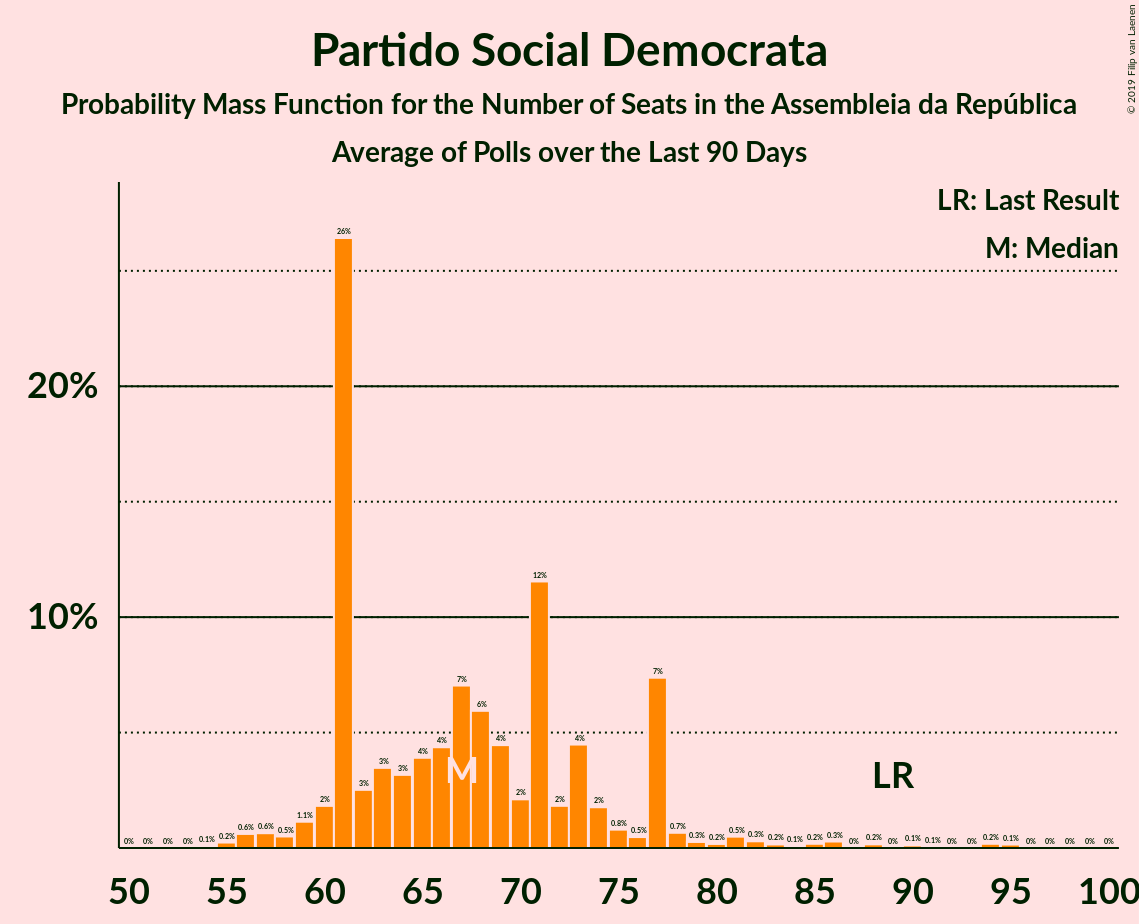 Partido Social Democrata
Probability Mass Function for the Number of Seats in the Assembleia da República
Average of Polls over the Last 90 Days
© 2019 Filip van Laenen
LR: Last Result
M: Median
20%
10%
0% 0% 0% 0% 0.1% 0.2% 0.6% 0.6% 0.5% 1.1% 2% 26% 3% 3% 3% 4% 4% 7% 6% 4% 2% 12% 2% 4% 2% 0.8% 0.5% 7% 0.7% 0.3% 0.2% 0.5% 0.3% 0.2% 0.1% 0.2% 0.3% 0% 0.2% 0% 0.1% 0.1% 0% 0% 0.2% 0.1% 0% 0% 0% 0% 0%
M
LR
50 55 60 65 70 75 80 85 90 95 100